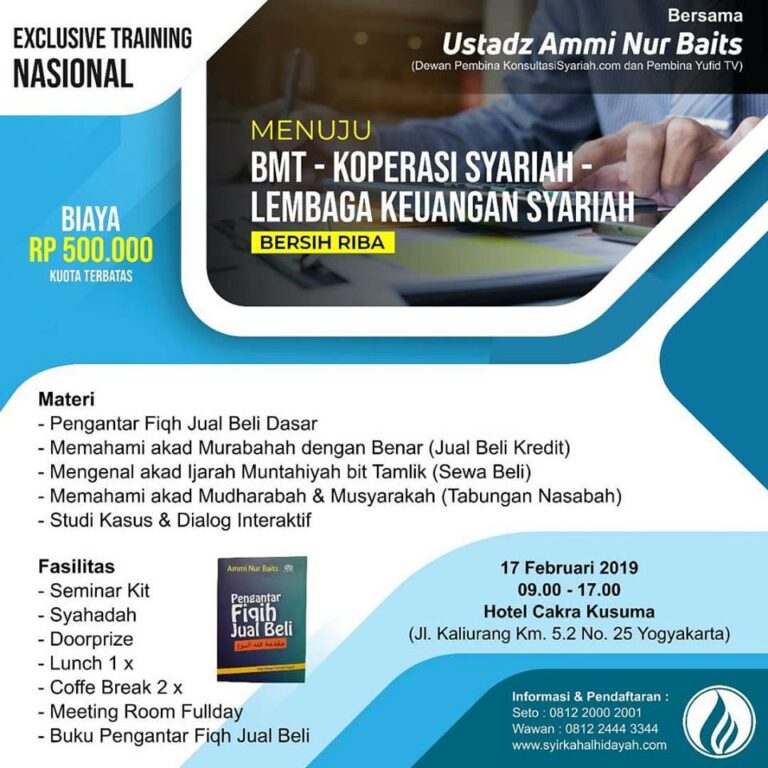 EXCLUSIVE TRAINING
NASIONAL
Bersama
Ustadz Ammi Nur Baits
(Dewan Pembina KonsultasiSyariah.com dan Pembina Yufid TV)
MENUJU
BMT - KOPERASI SYARIAH -
LEMBAGA KEUANGAN SYARIAH
BERSIH RIBA
BIAYA
RP 500.000
KUOTA TERBATAS
Materi
- Pengantar Fiqh Jual Beli Dasar
- Memahami akad Murabahah dengan Benar (Jual Beli Kredit)
- Mengenal akad Ijarah Muntahiyah bit Tamlik (Sewa Beli)
- Memahami akad Mudharabah & Musyarakah (Tabungan Nasabah)
- Studi Kasus & Dialog Interaktif
Fasilitas
- Seminar Kit
- Syahadah
- Doorprize
- Lunch 1 x
- Coffe Break 2 x
- Meeting Room Fullday
- Buku Pengantar Fiqh Jual Beli
Ammi Nur Baits
Pengantar
Fiqih
Jual Beli
مقدمة فقه البيوع
17 Februari 2019
09.00 - 17.00
Hotel Cakra Kusuma
(Jl. Kaliurang Km. 5.2 No. 25 Yogyakarta)
Informasi & Pendaftaran :
Seto : 0812 2000 2001
Wawan : 0812 2444 3344
www.syirkahalhidayah.com